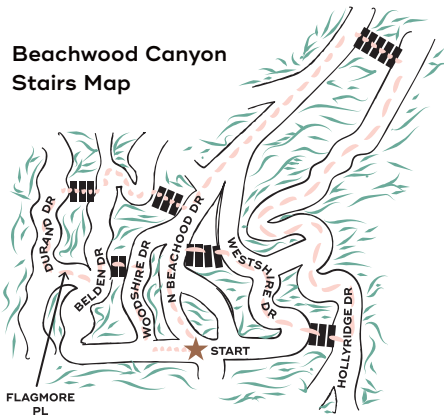 Beachwood Canyon
Stairs Map
DURAND DR
BELDEN DR
WOODSHIRE DR
N BEACHOOD DR
WESTSHIRE DR
HOLLYRIDGE DR
START
FLAGMORE
PL